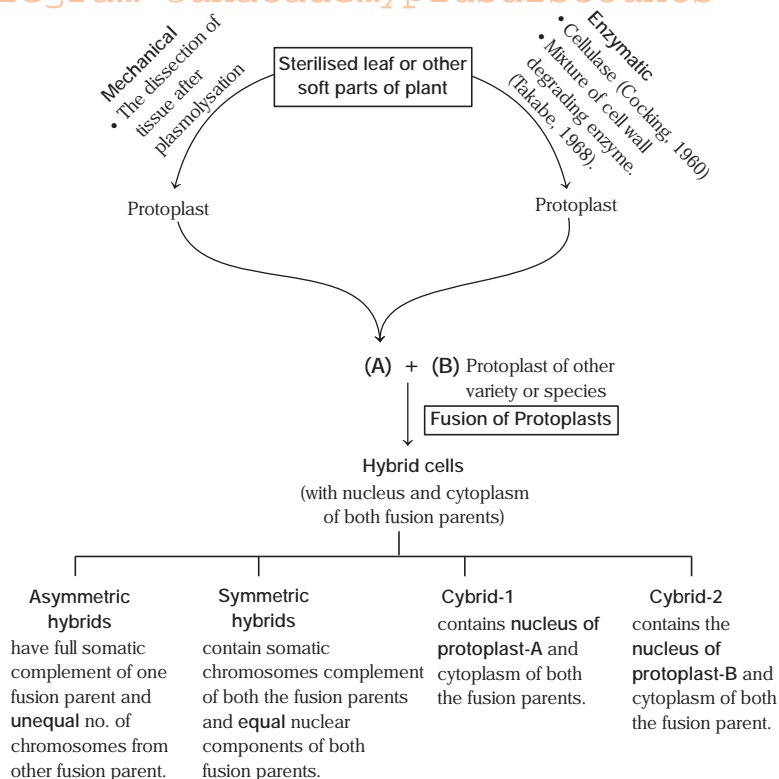 Mechanical
• The dissection of
tissue after
plasmolysation
Sterilised leaf or other
soft parts of plant
Enzymatic
• Cellulase (Cocking, 1960)
• Mixture of cell wall
degrading enzyme.
(Takabe, 1968).
Protoplast
Protoplast
(A) + (B) Protoplast of other
variety or species
Fusion of Protoplasts
Hybrid cells
(with nucleus and cytoplasm
of both fusion parents)
Asymmetric
hybrids
have full somatic
complement of one
fusion parent and
unequal no. of
chromosomes from
other fusion parent.
Symmetric
hybrids
contain somatic
chromosomes complement
of both the fusion parents
and equal nuclear
components of both
fusion parents.
Cybrid-1
contains nucleus of
protoplast-A and
cytoplasm of both
the fusion parents.
Cybrid-2
contains the
nucleus of
protoplast-B and
cytoplasm of both
the fusion parent.